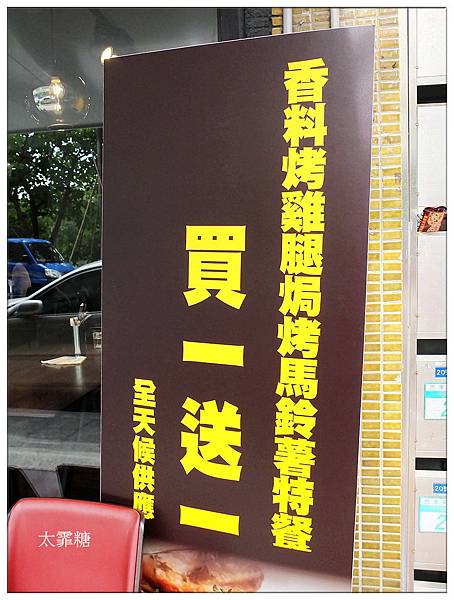 香料烤雞腿焗烤馬鈴薯特餐
買一送一
全天候供應
太霏糖